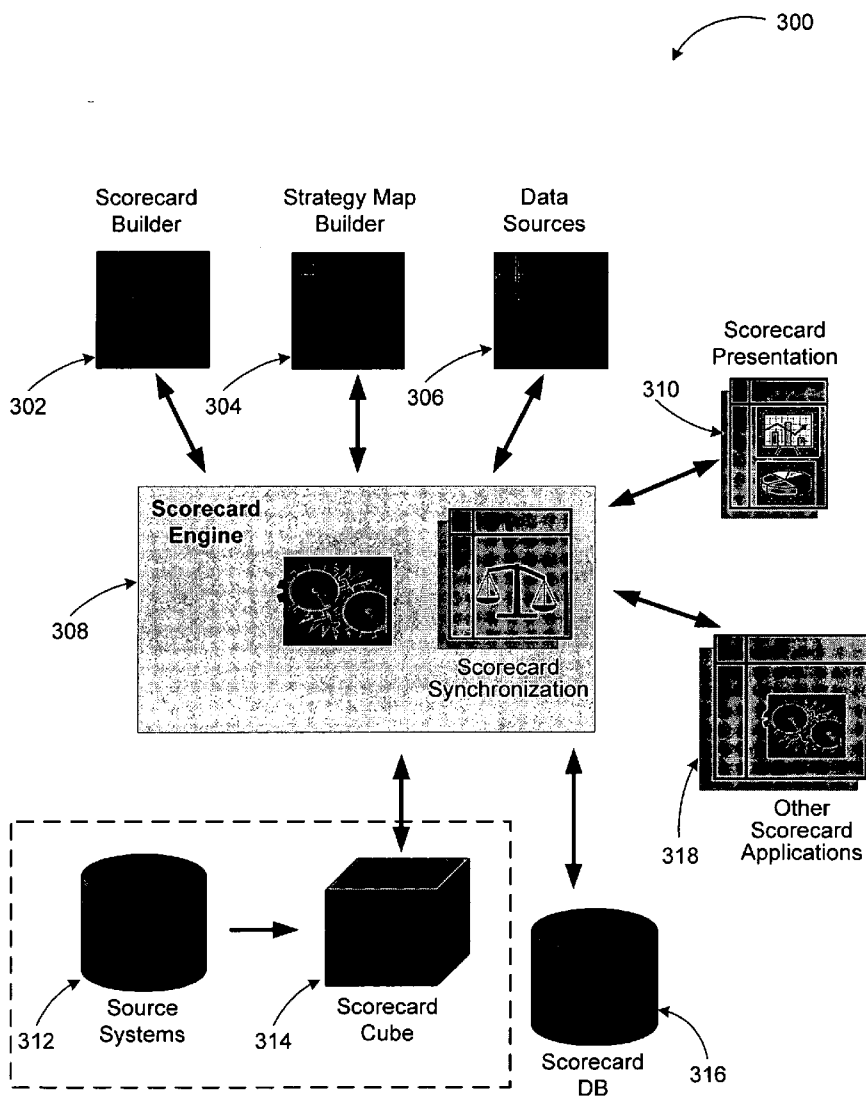 300
Scorecard
Builder
Strategy Map
Builder
Data
Sources
302
304
306
Scorecard
Presentation
310
Scorecard
Engine
308
Scorecard
Synchronization
318
Other
Scorecard
Applications
312
Source
Systems
314
Scorecard
Cube
316
Scorecard
DB